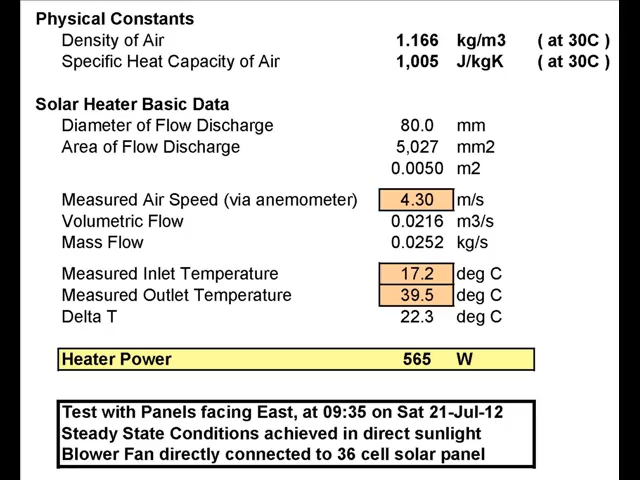 Physical Constants
Density of Air 1.166 kg/m3 ( at 30C )
Specific Heat Capacity of Air 1,005 J/kgK ( at 30C )
Solar Heater Basic Data
Diameter of Flow Discharge 80.0 mm
Area of Flow Discharge 5,027 mm2
0.0050 m2
Measured Air Speed (via anemometer) 4.30 m/s
Volumetric Flow 0.0216 m3/s
Mass Flow 0.0252 kg/s
Measured Inlet Temperature 17.2 deg C
Measured Outlet Temperature 39.5 deg C
Delta T 22.3 deg C
Heater Power 565 W
Test with Panels facing East, at 09:35 on Sat 21-Jul-12
Steady State Conditions achieved in direct sunlight
Blower Fan directly connected to 36 cell solar panel